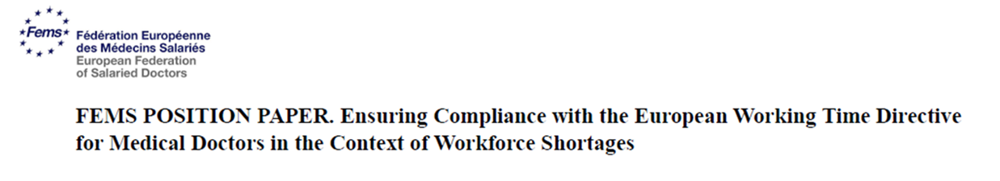 Fems
Fédération Européenne
des Médecins Salariés
European Federation
of Salaried Doctors
FEMS POSITION PAPER. Ensuring Compliance with the European Working Time Directive
for Medical Doctors in the Context of Workforce Shortages